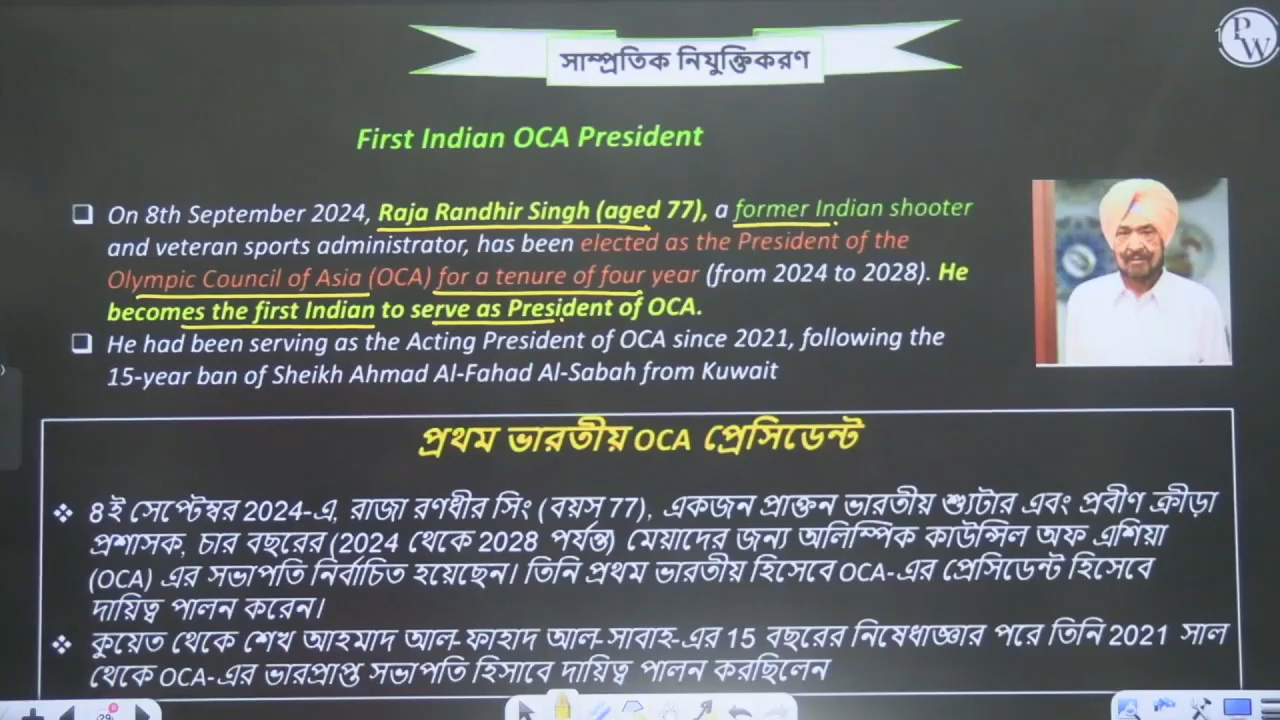 PW
সাম্প্রতিক নিযুক্তিকরণ
First Indian OCA President
On 8th September 2024, Raja Randhir Singh (aged 77), a former Indian shooter
and veteran sports administrator, has been elected as the President of the
Olympic Council of Asia (OCA) for a tenure of four year (from 2024 to 2028). He
becomes the first Indian to serve as President of OCA.
He had been serving as the Acting President of OCA since 2021, following the
15-year ban of Sheikh Ahmad Al-Fahad Al-Sabah from Kuwait
প্রথম ভারতীয় OCA প্রেসিডেন্ট
8ই সেপ্টেম্বর 2024-এ, রাজা রণধীর সিং (বয়স 77), একজন প্রাক্তন ভারতীয় শ্যুটার এবং প্রবীণ ক্রীড়া
প্রশাসক, চার বছরের (2024 থেকে 2028 পর্যন্ত) মেয়াদের জন্য অলিম্পিক কাউন্সিল অফ এশিয়া
(OCA) এর সভাপতি নির্বাচিত হয়েছেন। তিনি প্রথম ভারতীয় হিসেবে OCA-এর প্রেসিডেন্ট হিসেবে
দায়িত্ব পালন করেন।
কুয়েত থেকে শেখ আহমাদ আল-ফাহাদ আল-সাবাহ-এর 15 বছরের নিষেধাজ্ঞার পরে তিনি 2021 সাল
থেকে OCA-এর ভারপ্রাপ্ত সভাপতি হিসাবে দায়িত্ব পালন করছিলেন
29